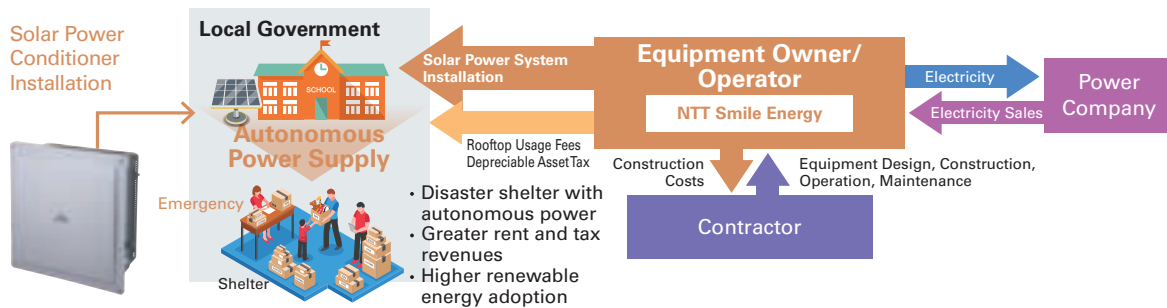 Solar Power
Conditioner
Installation
Local Government
SCHOOL
Autonomous
Power Supply
Emergency
Shelter
Solar Power System
Installation
Rooftop Usage Fees
Depreciable Asset Tax
• Disaster shelter with
autonomous power
• Greater rent and tax
revenues
• Higher renewable
energy adoption
Equipment Owner/
Operator
NTT Smile Energy
Electricity
Electricity Sales
Power
Company
Construction
Costs
Equipment Design, Construction,
Operation, Maintenance
Contractor